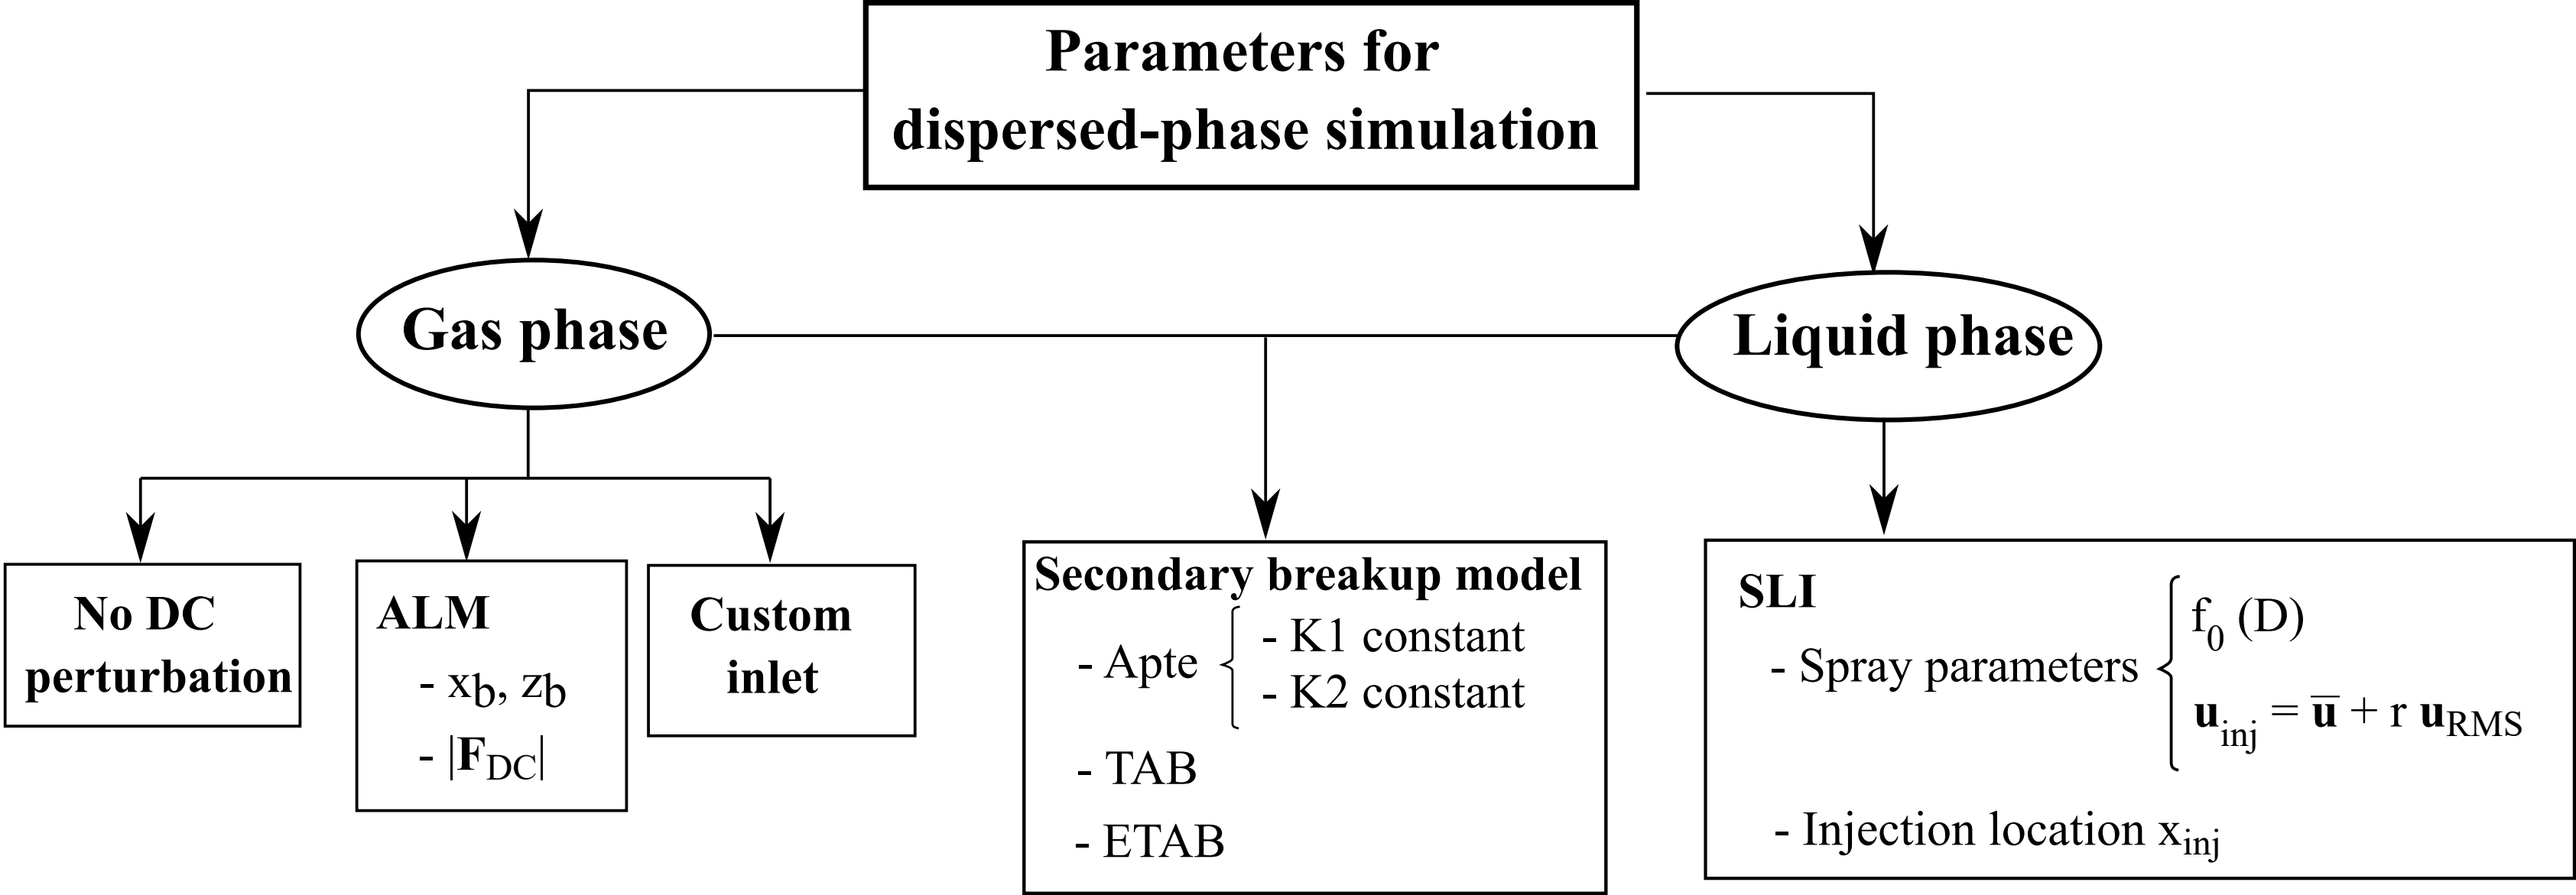 Parameters for
dispersed-phase simulation
Gas phase
Liquid phase
No DC
perturbation
ALM
- xb, zb
- |FDC|
Custom
inlet
Secondary breakup model
- Apte
- K1 constant
- K2 constant
- TAB
- ETAB
SLI
- Spray parameters
f0 (D)
uinj = u̅ + r uRMS
- Injection location xinj